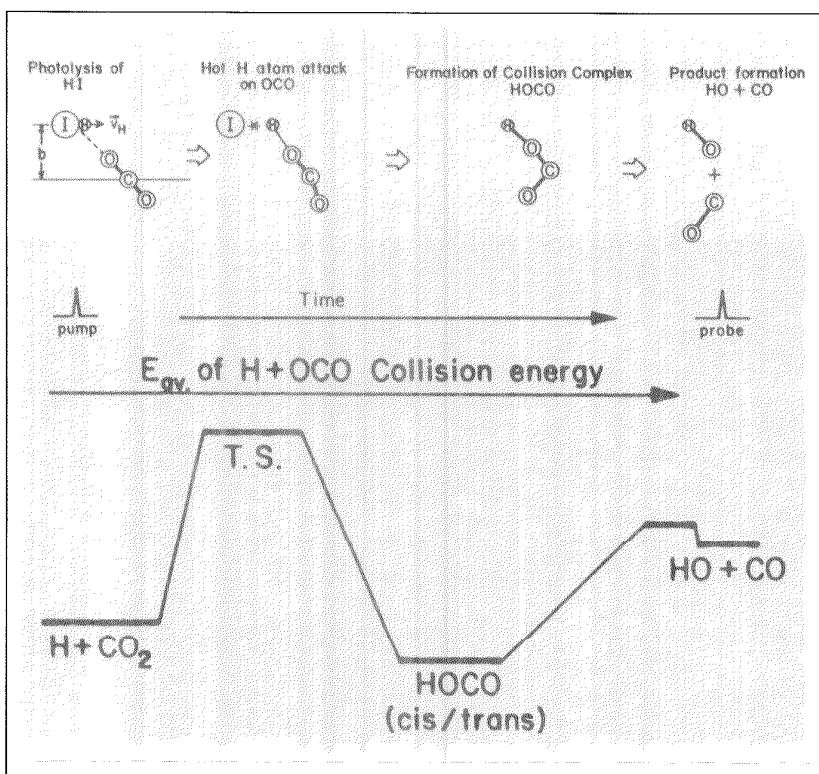 Photolysis of
HI
Hot H atom attack
on OCO
Formation of Collision Complex
HOCO
Product formation
HO + CO
I H v_H
b
O
C
O
I * H
O
C
O
H
O
C
O
H
O
+
C
O
Time
pump
probe
E_av. of H + OCO Collision energy
T. S.
H + CO₂
HOCO
(cis/trans)
HO + CO